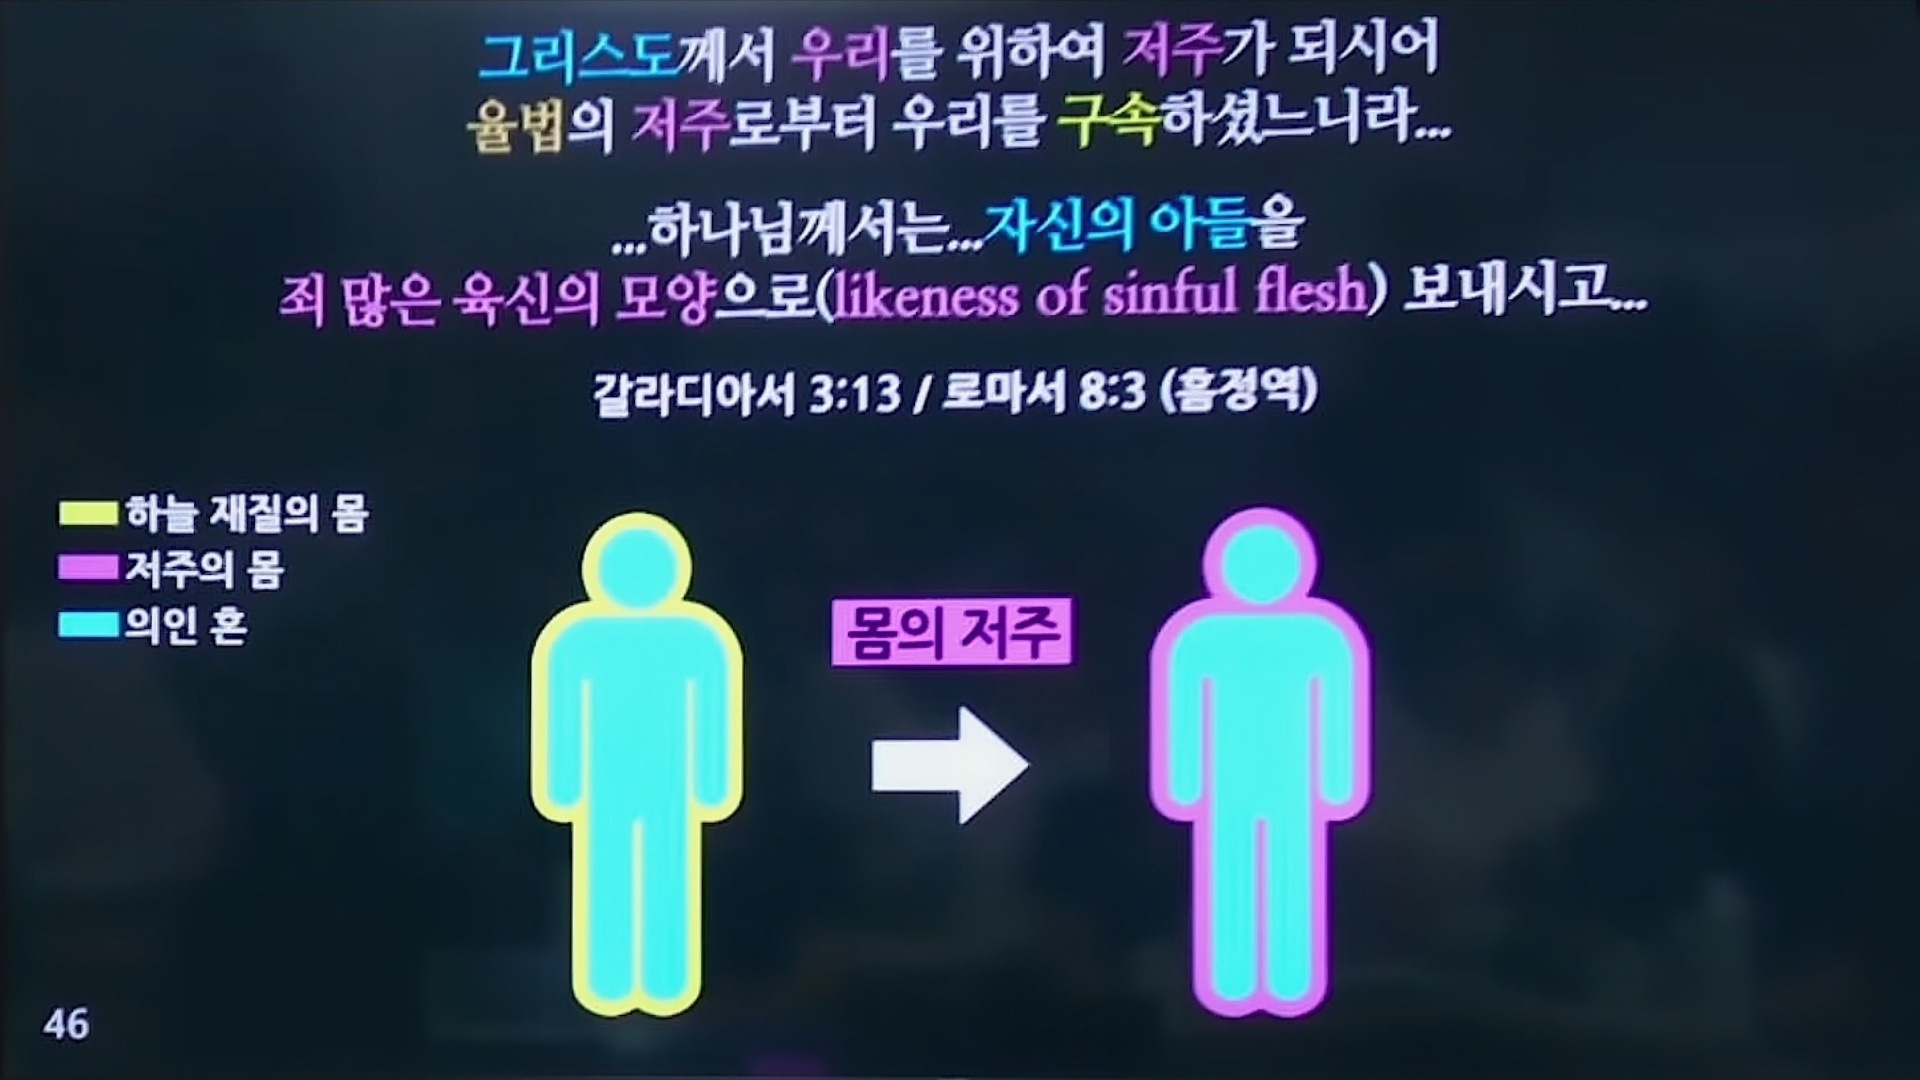 그리스도께서 우리를 위하여 저주가 되시어
율법의 저주로부터 우리를 구속하셨느니라...
...하나님께서는...자신의 아들을
죄 많은 육신의 모양으로(likeness of sinful flesh) 보내시고...
갈라디아서 3:13 / 로마서 8:3 (흠정역)
하늘 재질의 몸
저주의 몸
의인 혼
몸의 저주
46